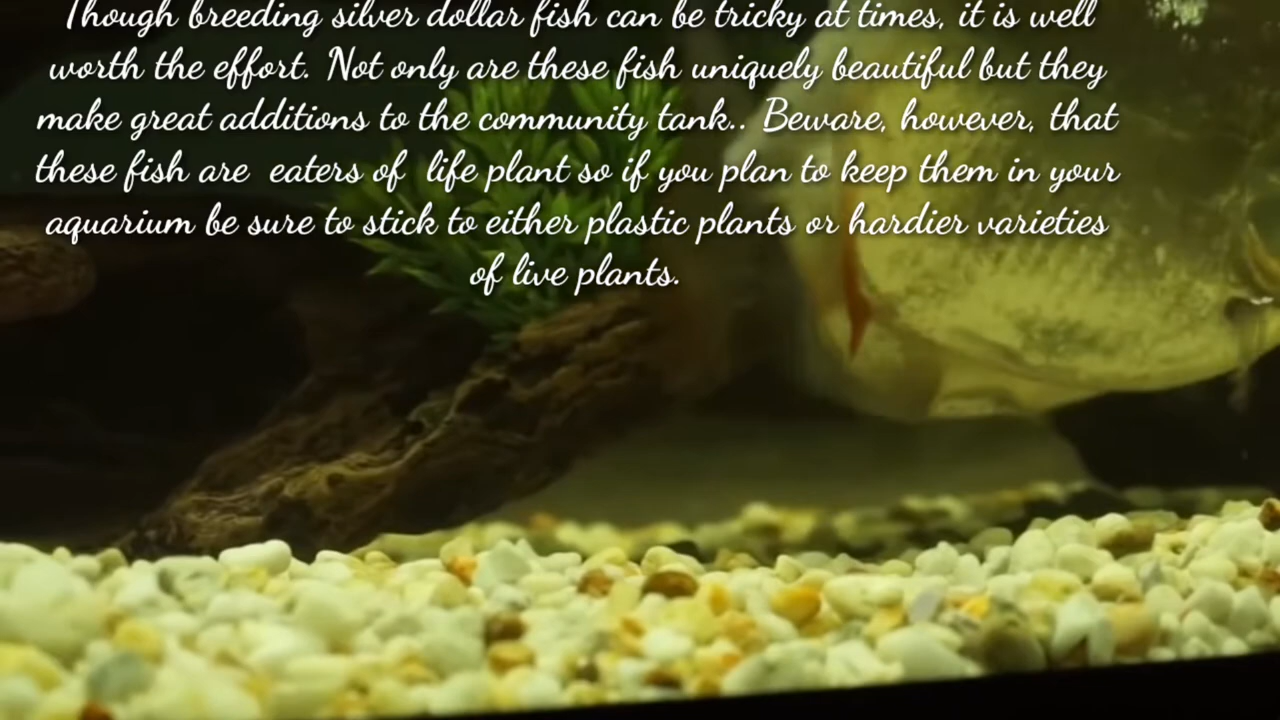 Though breeding silver dollar fish can be tricky at times, it is well
worth the effort. Not only are these fish uniquely beautiful but they
make great additions to the community tank.. Beware, however, that
these fish are  eaters of  life plant so if you plan to keep them in your
aquarium be sure to stick to either plastic plants or hardier varieties
of live plants.